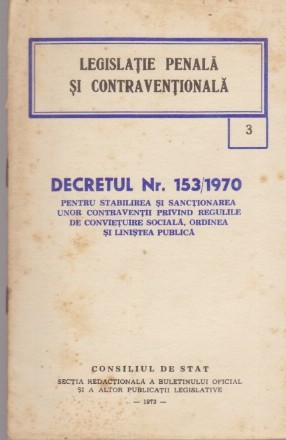 LEGISLAȚIE PENALĂ
ȘI CONTRAVENȚIONALĂ
3
DECRETUL Nr. 153/1970
PENTRU STABILIREA ȘI SANCȚIONAREA
UNOR CONTRAVENȚII PRIVIND REGULILE
DE CONVIEȚUIRE SOCIALĂ, ORDINEA
ȘI LINIȘTEA PUBLICĂ
CONSILIUL DE STAT
SECȚIA REDACȚIONALĂ A BULETINULUI OFICIAL
ȘI A ALTOR PUBLICAȚII LEGISLATIVE
— 1973 —